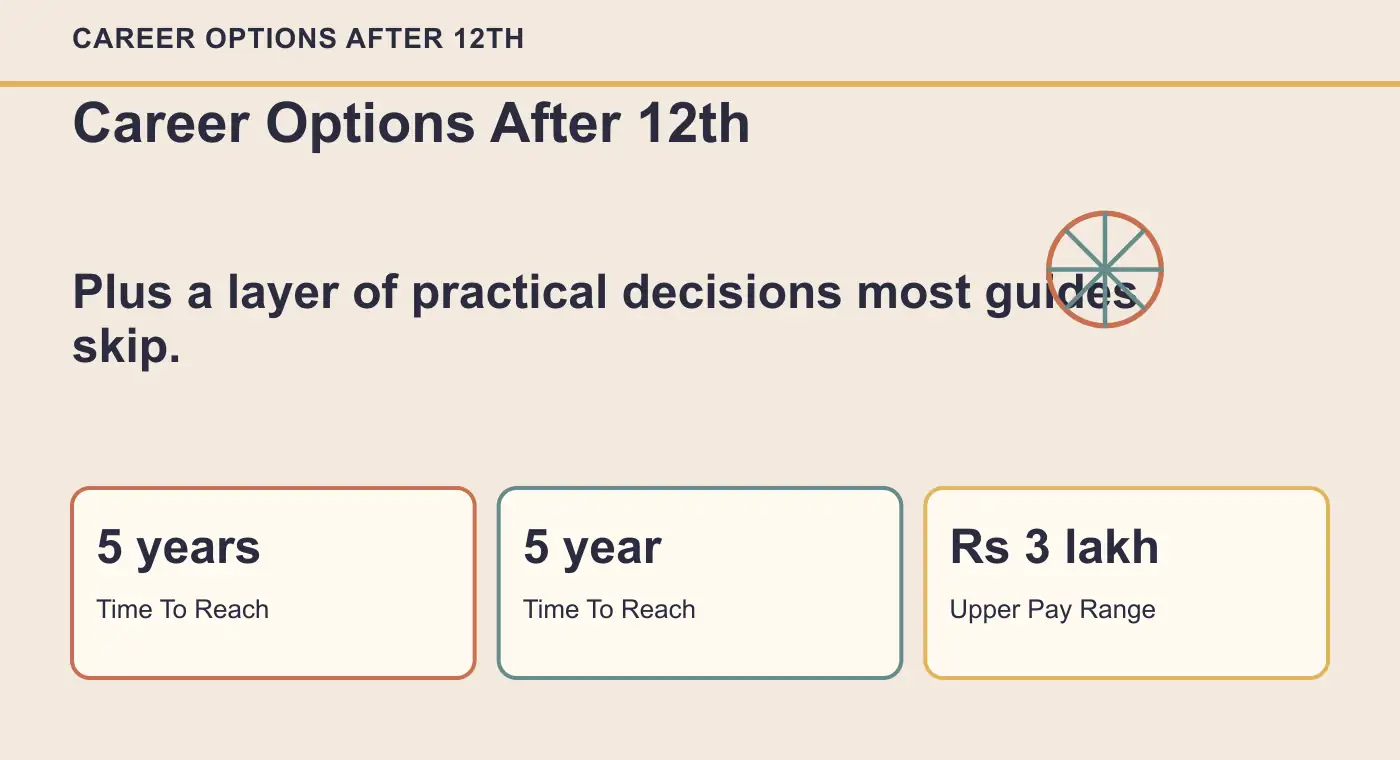 CAREER OPTIONS AFTER 12TH
Career Options After 12th
Plus a layer of practical decisions most guides
skip.
5 years
Time To Reach
5 year
Time To Reach
Rs 3 lakh
Upper Pay Range